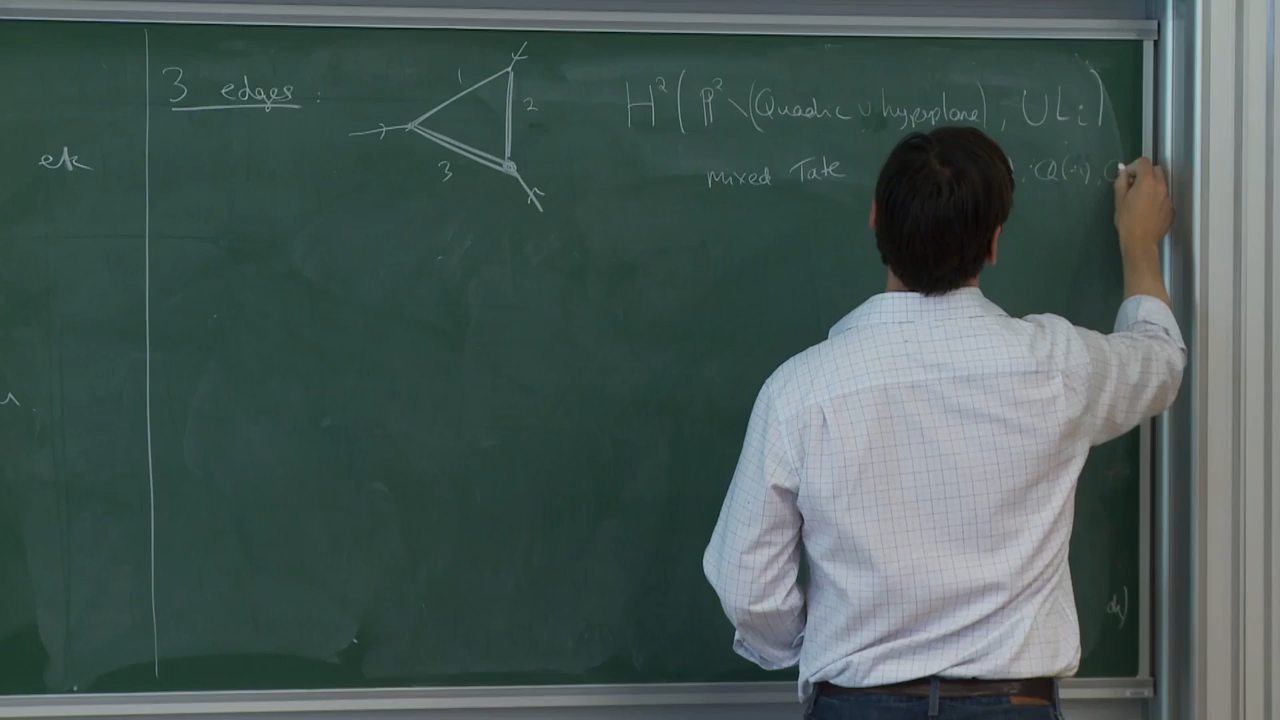 etc
3 edges :
1
2
3
H²(ℙ²\(Quadric ∪ hyperplane), ∪Li)
mixed Tate : Q(-1),